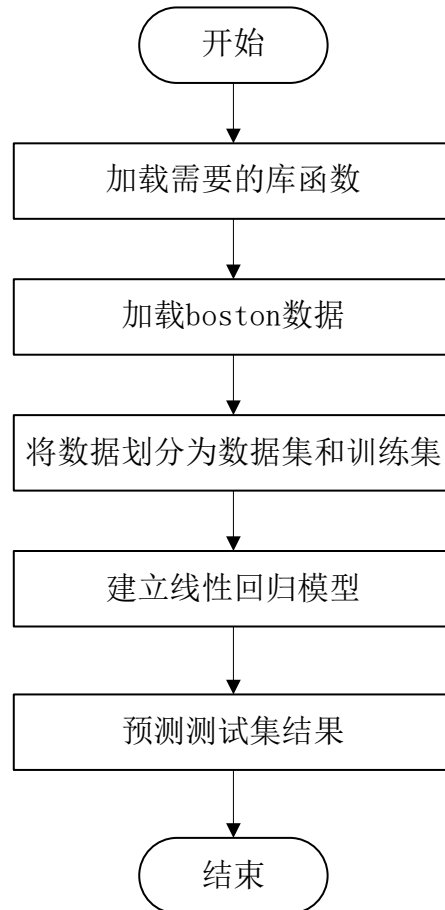 开始
加载需要的库函数
加载boston数据
将数据划分为数据集和训练集
建立线性回归模型
预测测试集结果
结束